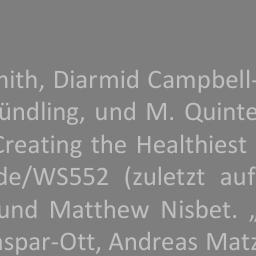 mith, Diarmid Campbell-
ündling, und M. Quinte
Creating the Healthiest
de/WS552 (zuletzt auf
und Matthew Nisbet. „
aspar-Ott, Andreas Matz